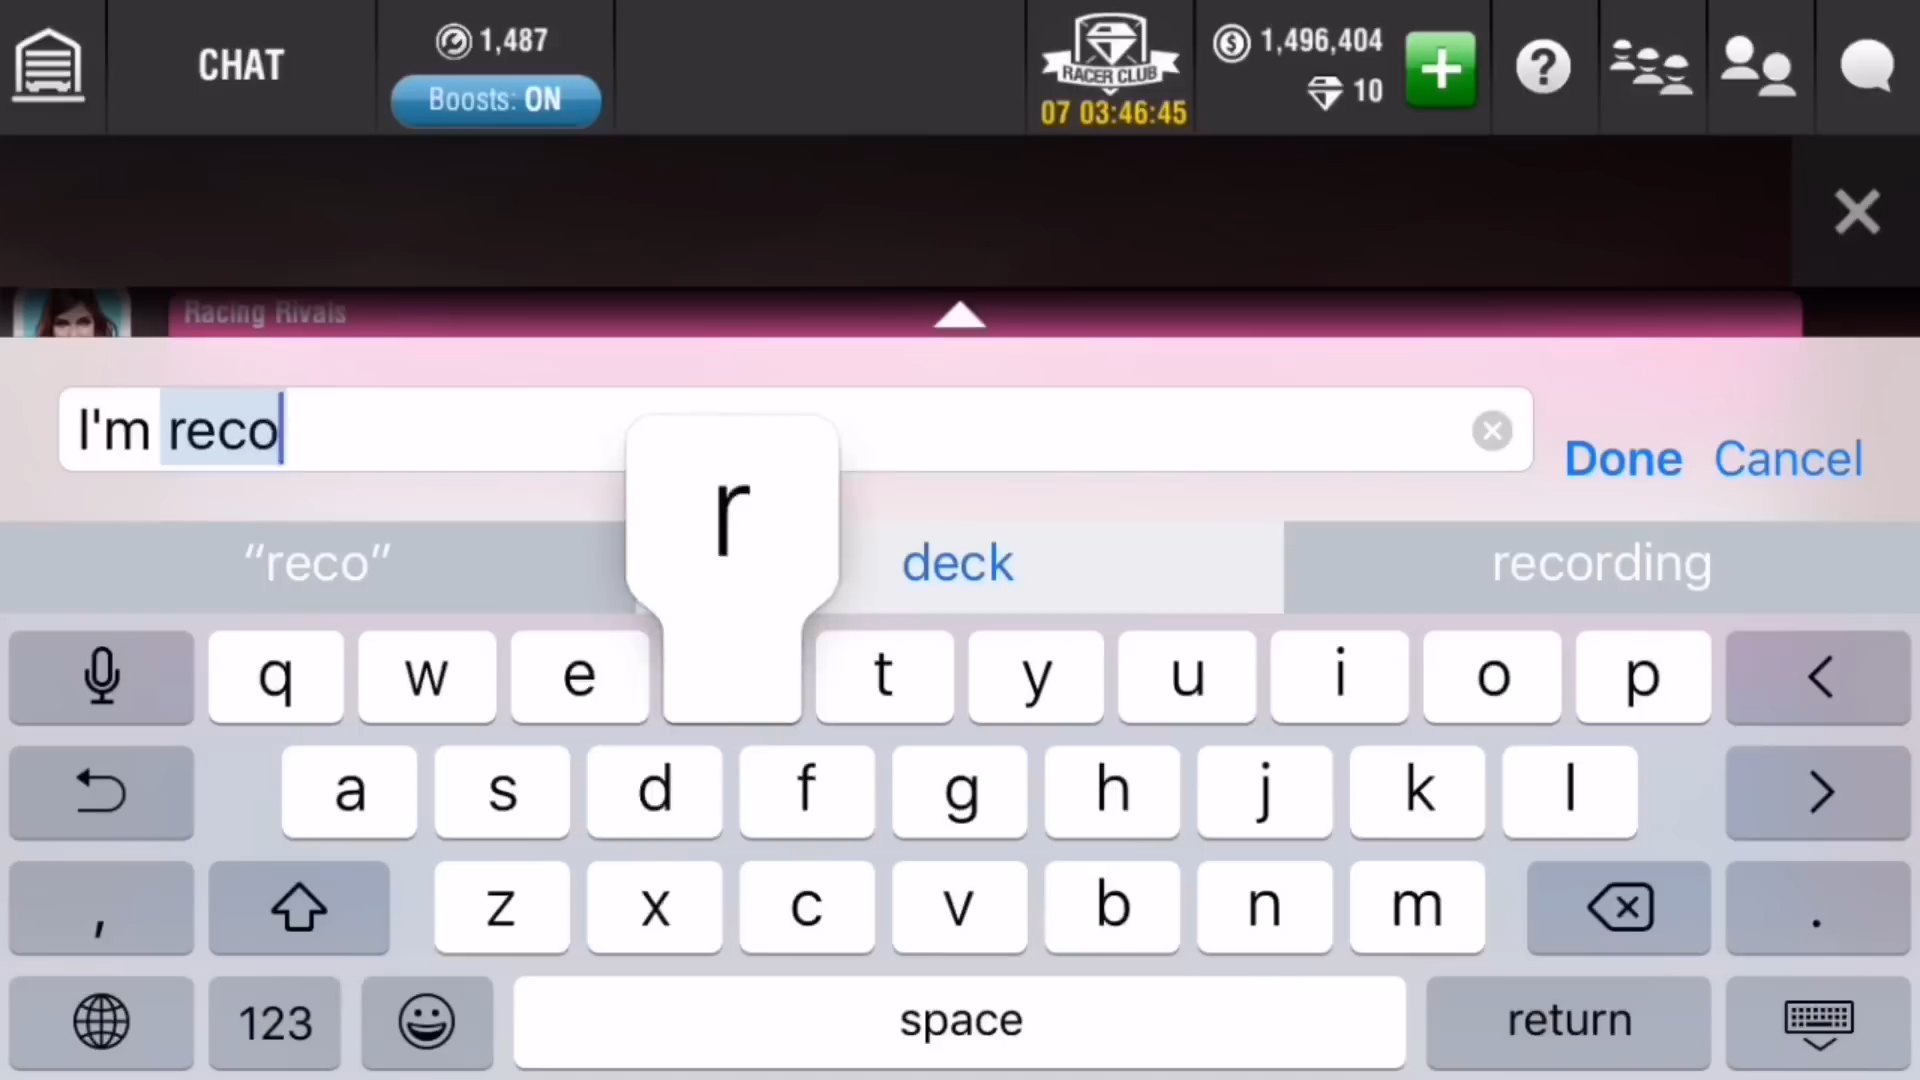 CHAT
1,487
Boosts: ON
RACER CLUB
07 03:46:45
1,496,404
10
?
Racing Rivals
I'm reco
Done Cancel
“reco” deck recording
r
q w e t y u i o p
a s d f g h j k l
, z x c v b n m .
123 space return